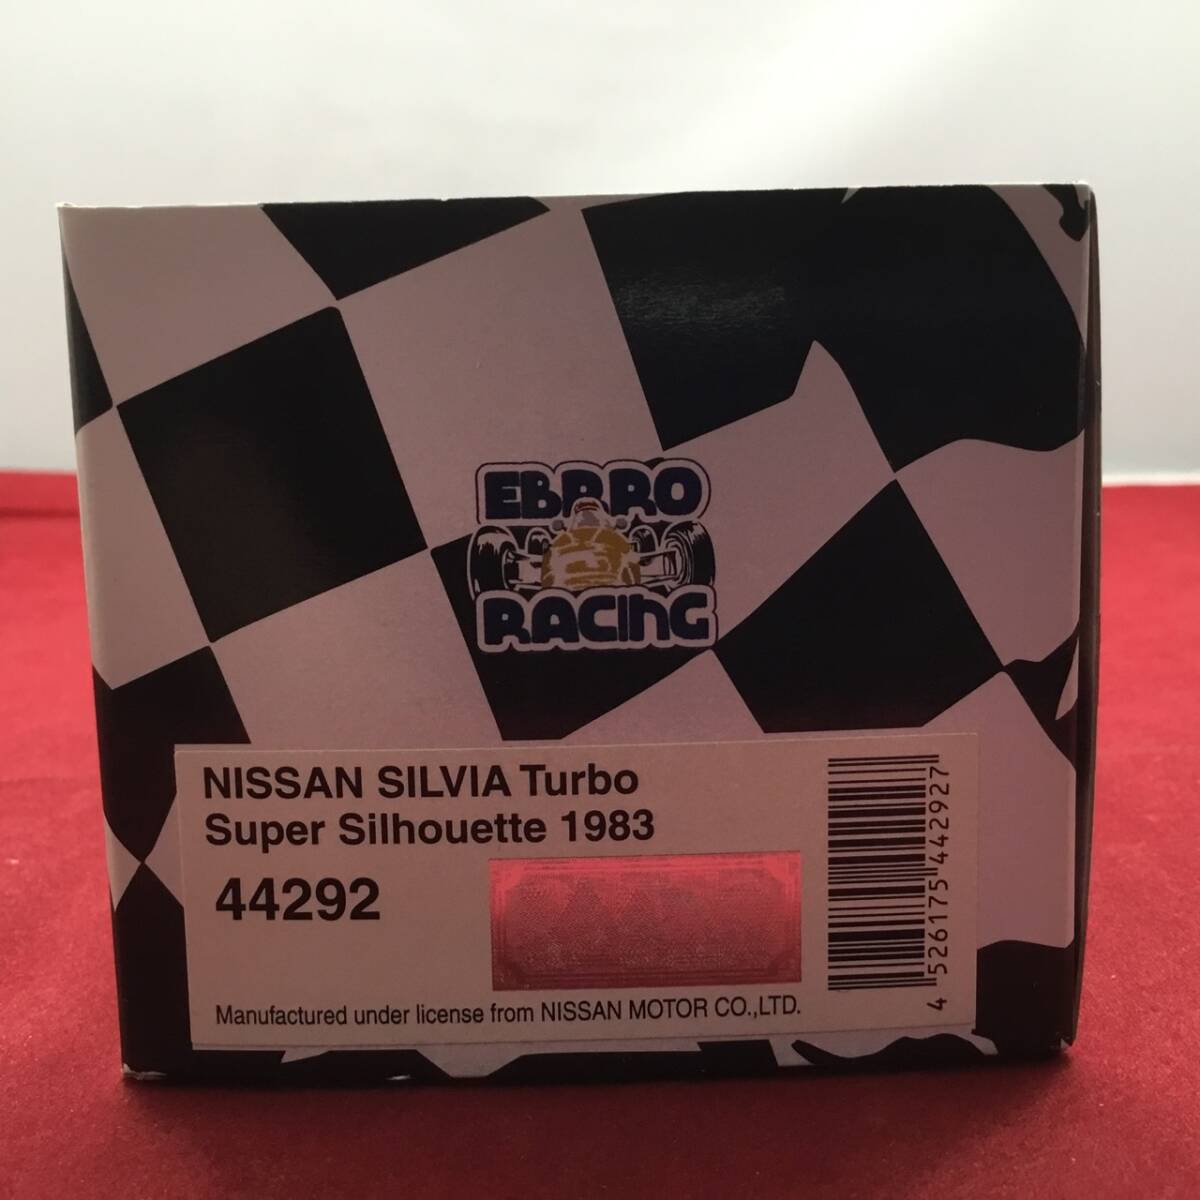 EBRRO
RACING
NISSAN SILVIA Turbo
Super Silhouette 1983
44292
Manufactured under license from NISSAN MOTOR CO.,LTD.
4 526175 442927